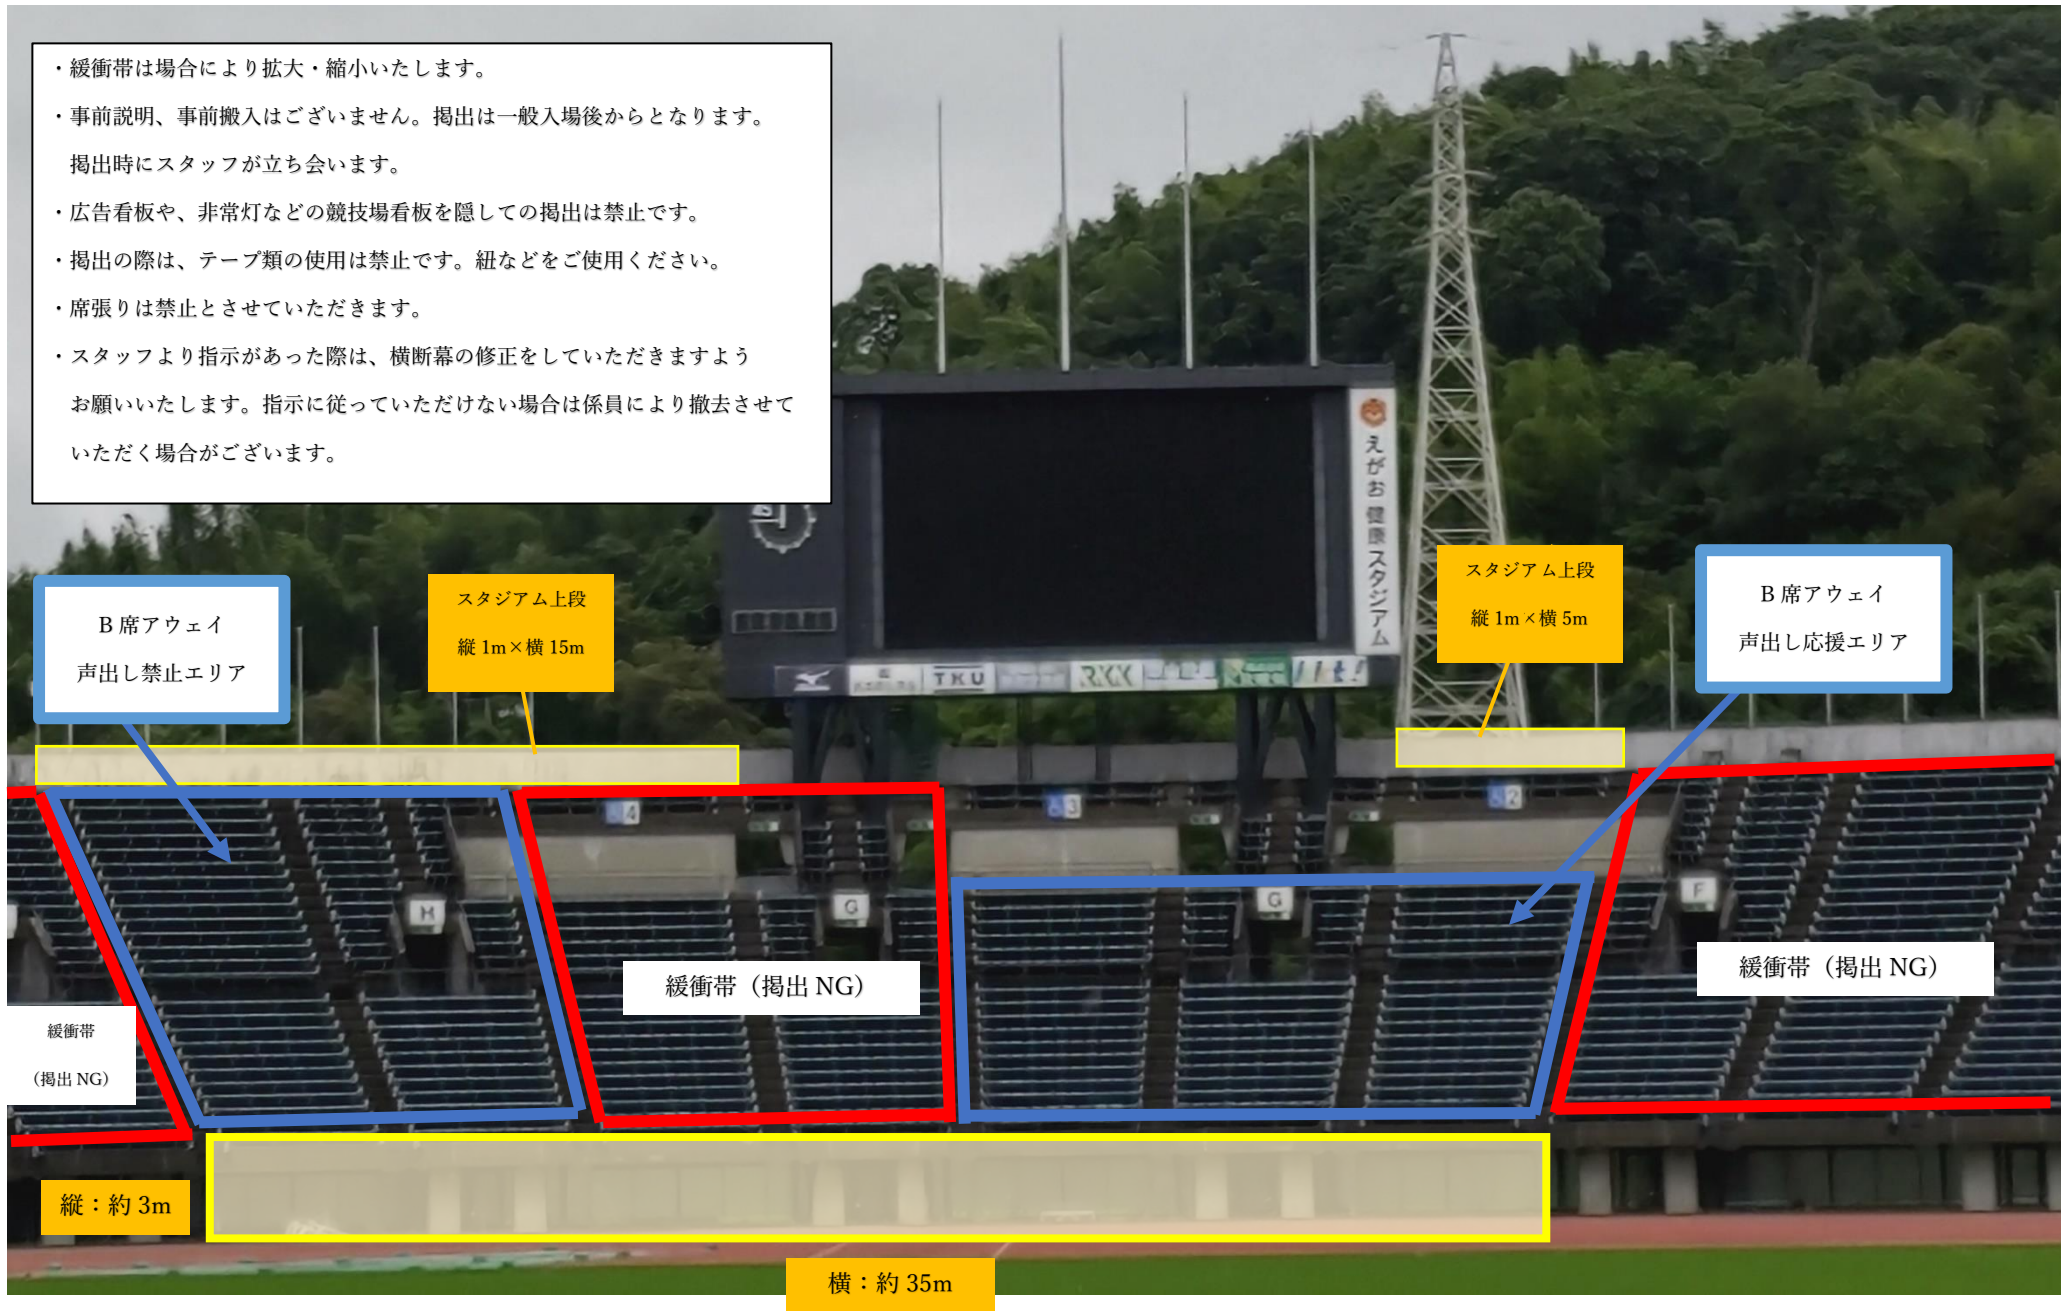 ・緩衝帯は場合により拡大・縮小いたします。
・事前説明、事前搬入はございません。掲出は一般入場後からとなります。
掲出時にスタッフが立ち会います。
・広告看板や、非常灯などの競技場看板を隠しての掲出は禁止です。
・掲出の際は、テープ類の使用は禁止です。紐などをご使用ください。
・席張りは禁止とさせていただきます。
・スタッフより指示があった際は、横断幕の修正をしていただきますよう
お願いいたします。指示に従っていただけない場合は係員により撤去させて
いただく場合がございます。
えがお健康スタジアム
B 席アウェイ
声出し禁止エリア
スタジアム上段
縦 1m×横 15m
スタジアム上段
縦 1m×横 5m
B 席アウェイ
声出し応援エリア
TKU
RKK
4
3
2
H
G
G
F
緩衝帯（掲出 NG）
緩衝帯（掲出 NG）
緩衝帯
（掲出 NG）
縦：約 3m
横：約 35m